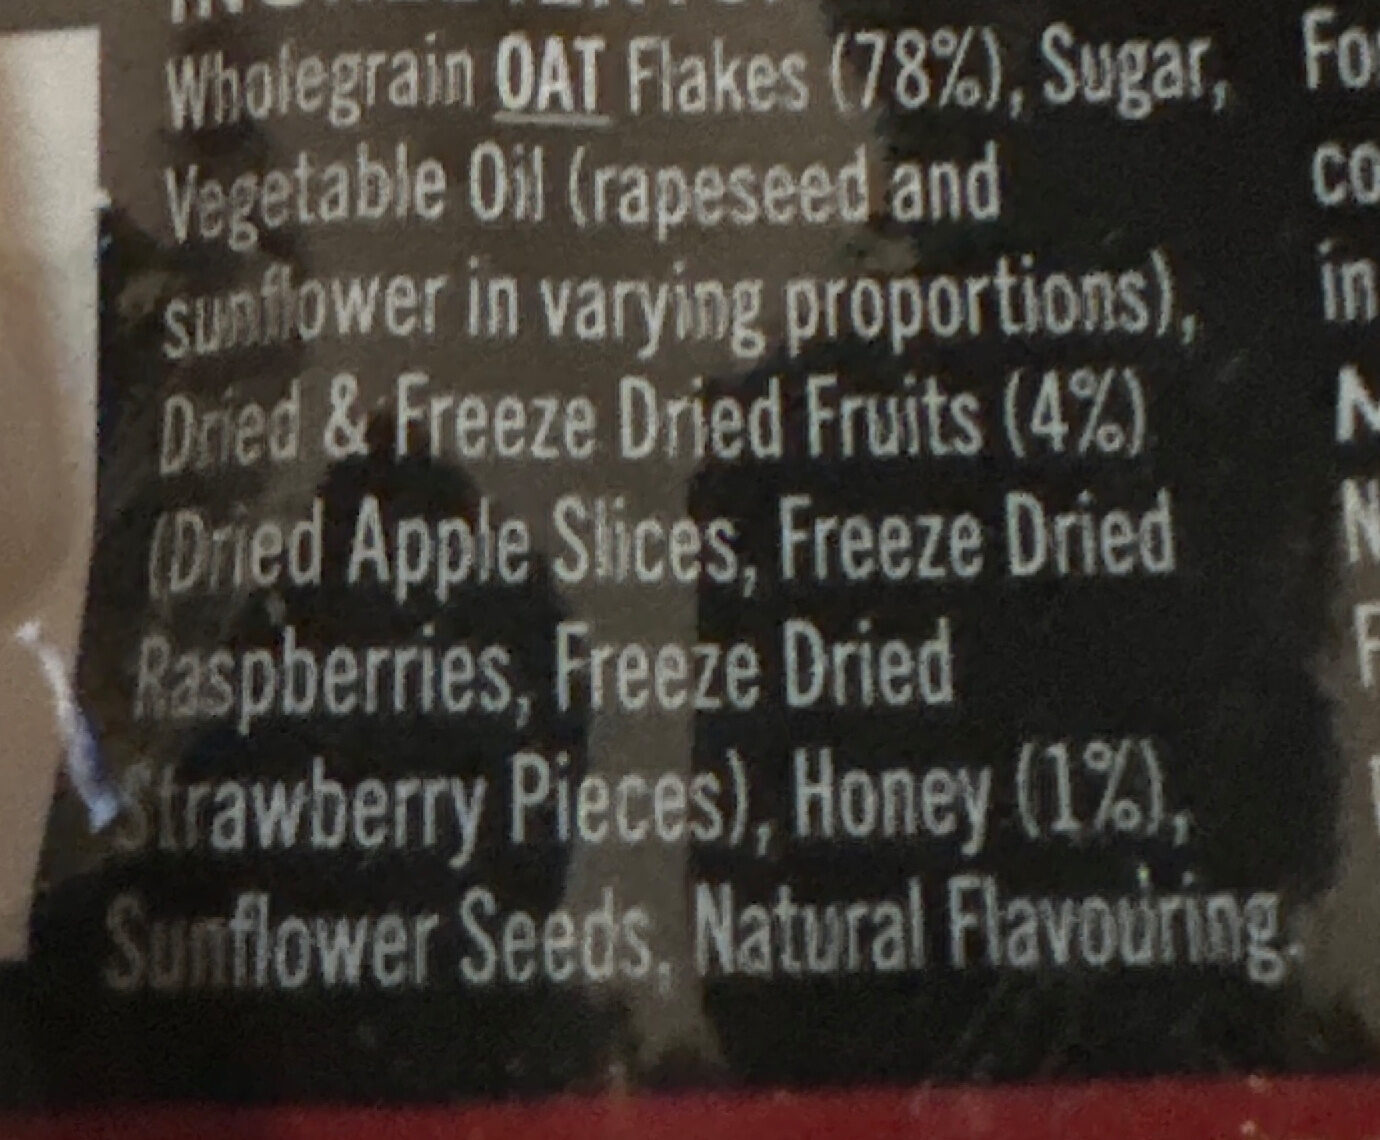 INGREDIENTS:
Wholegrain OAT Flakes (78%), Sugar,
Vegetable Oil (rapeseed and
sunflower in varying proportions),
Dried & Freeze Dried Fruits (4%)
(Dried Apple Slices, Freeze Dried
Raspberries, Freeze Dried
Strawberry Pieces), Honey (1%),
Sunflower Seeds, Natural Flavouring.